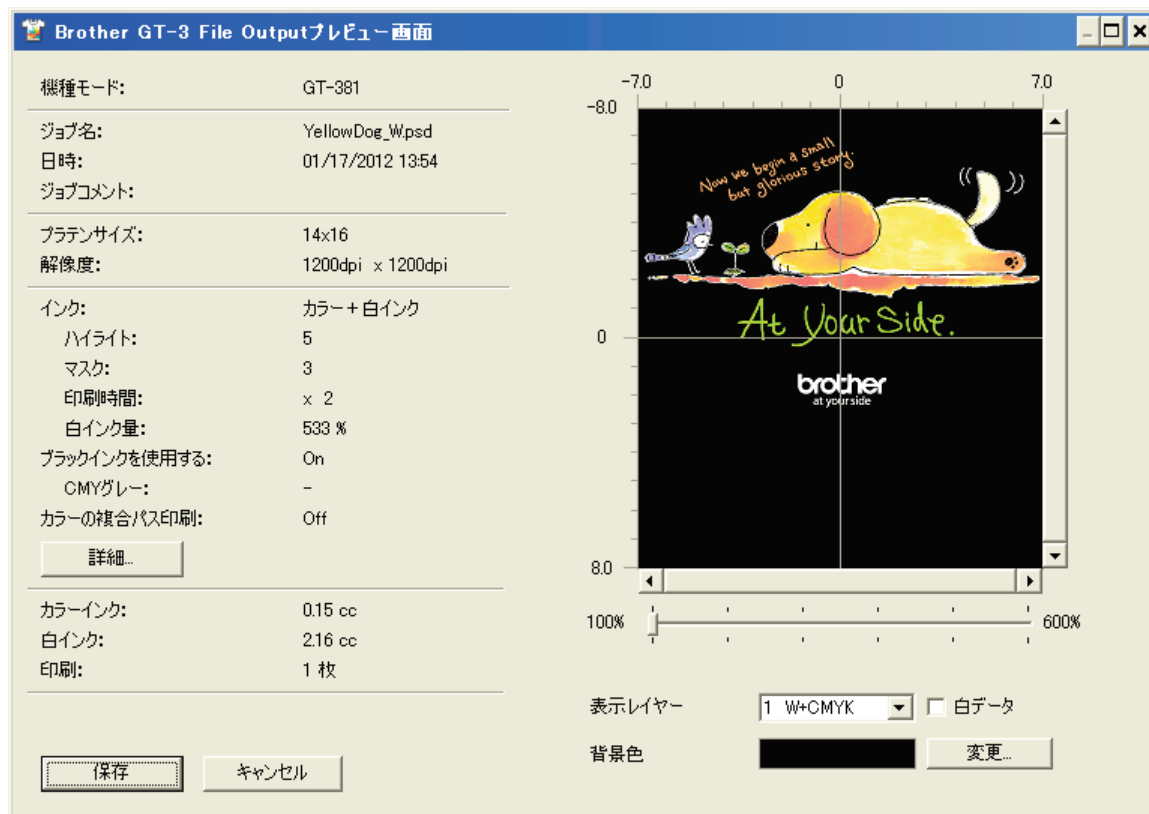 Brother GT-3 File Outputプレビュー画面
機種モード: GT-381
ジョブ名: YellowDog_W.psd
日時: 01/17/2012 13:54
ジョブコメント:
プラテンサイズ: 14x16
解像度: 1200dpi x 1200dpi
インク: カラー+白インク
ハイライト: 5
マスク: 3
印刷時間: x 2
白インク量: 533 %
ブラックインクを使用する: On
CMYグレー: -
カラーの複合パス印刷: Off
詳細...
カラーインク: 0.15 cc
白インク: 2.16 cc
印刷: 1 枚
保存 キャンセル
-7.0 0 7.0
-8.0
Now we begin a small
but glorious story.
At Your Side.
0
brother
at your side
8.0
100% 600%
表示レイヤー 1 W+CMYK 白データ
背景色 変更...